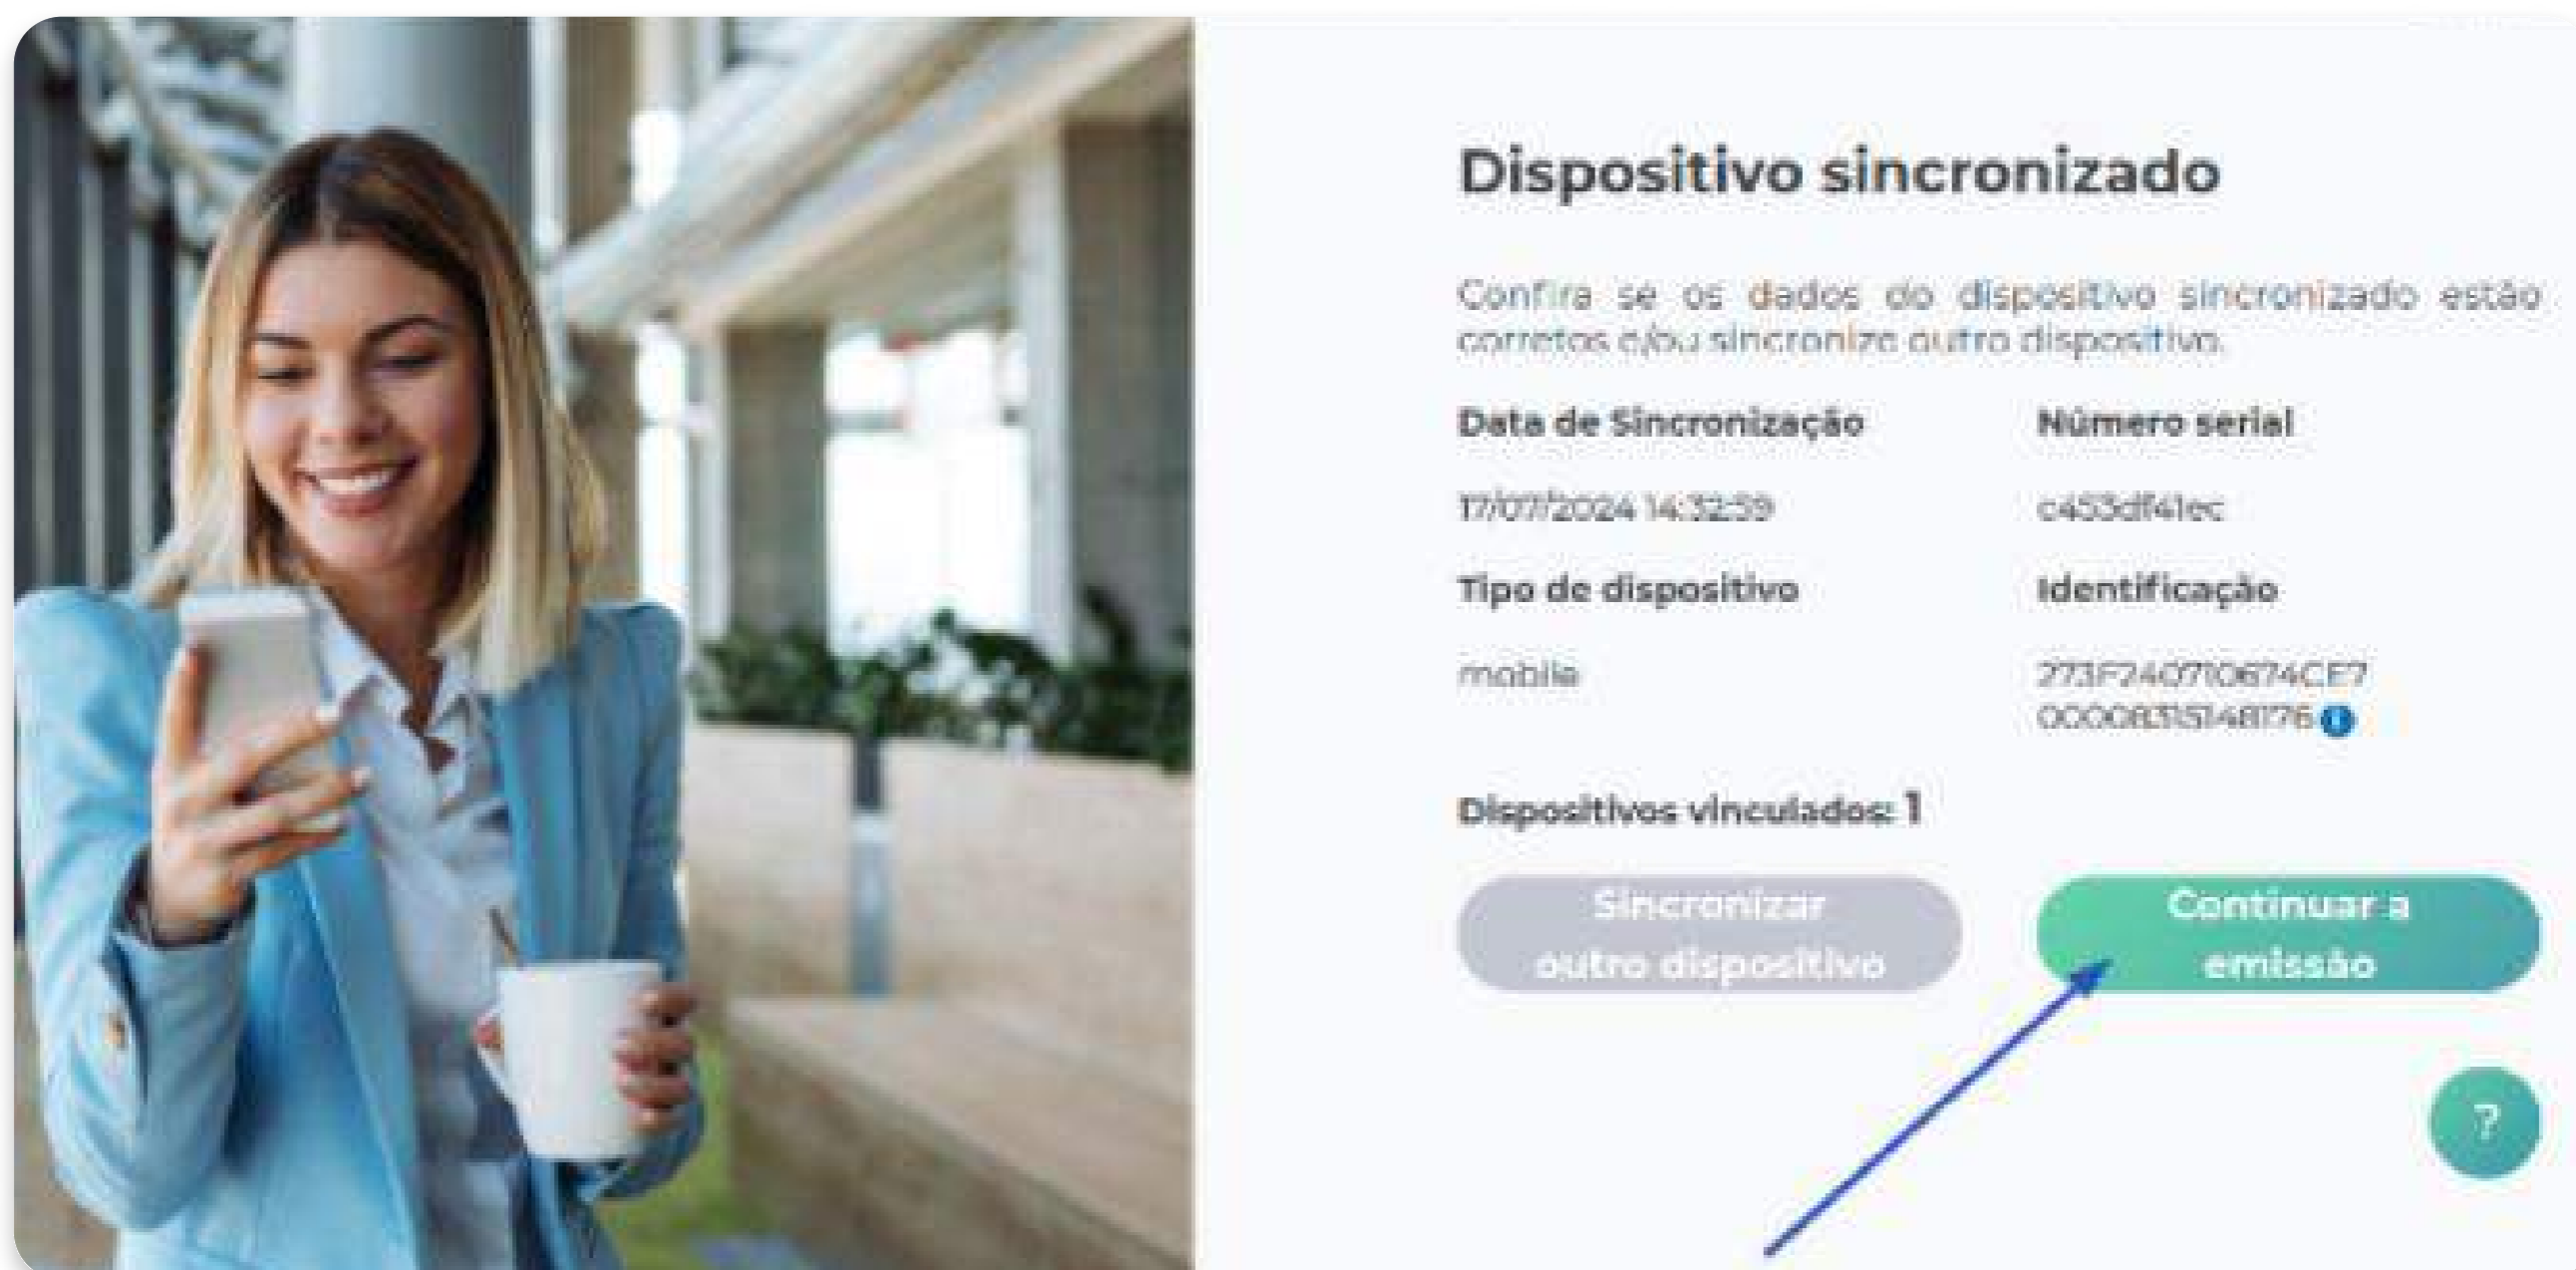 Dispositivo sincronizado
Confira se os dados do dispositivo sincronizado estão
corretos e/ou sincronize outro dispositivo.
Data de Sincronização
Número serial
17/07/2024 14:32:59
c453df41ec
Tipo de dispositivo
Identificação
mobile
273F240710674CE7
00008315148176
Dispositivos vinculados: 1
Sincronizar
outro dispositivo
Continuar a
emissão
?